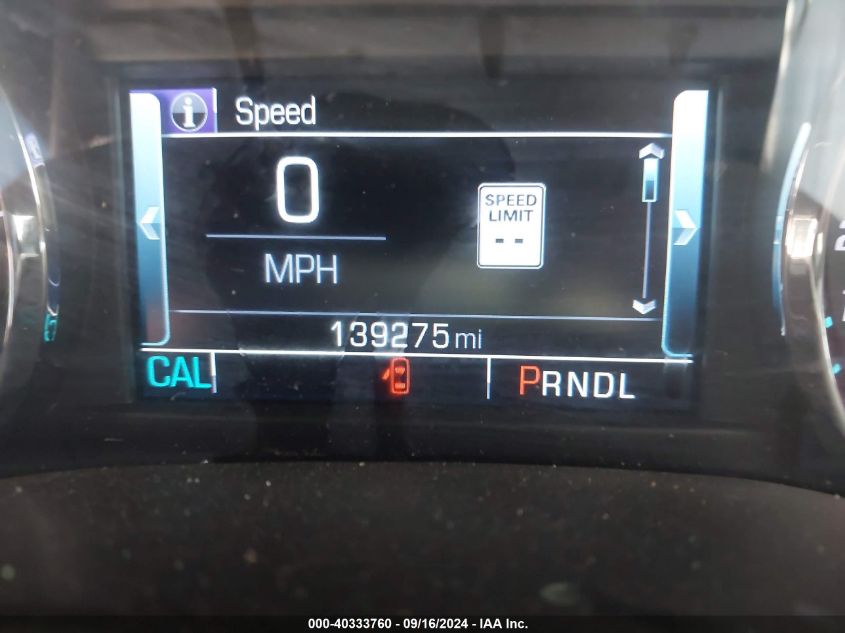 Speed
0
MPH
SPEED
LIMIT
--
139275 mi
CAL
PRNDL
000-40333760 - 09/16/2024 - IAA Inc.